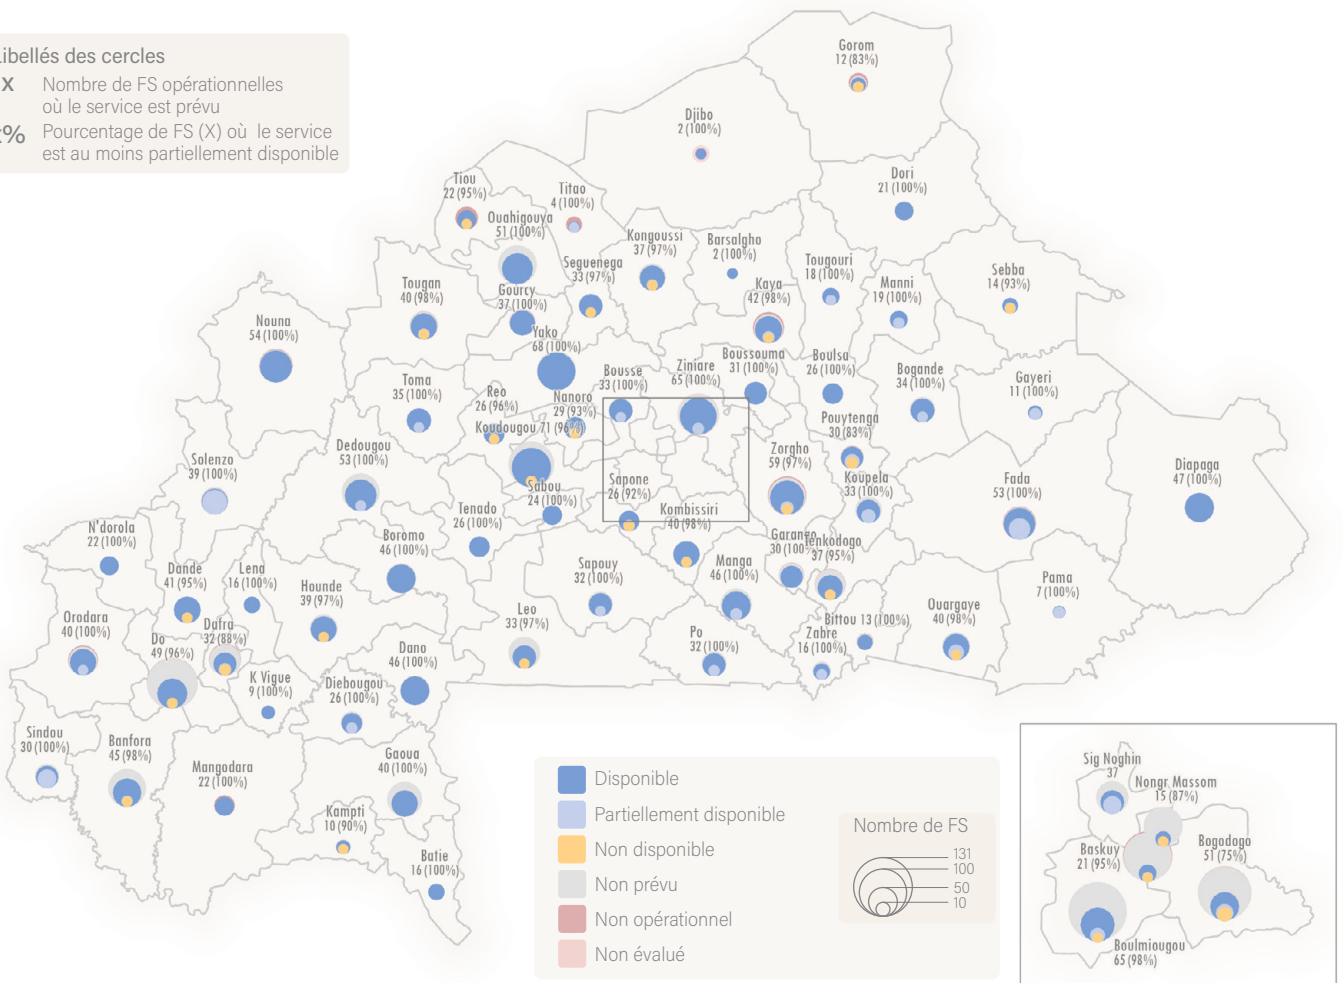 Libellés des cercles
X Nombre de FS opérationnelles
où le service est prévu
% Pourcentage de FS (X) où le service
est au moins partiellement disponible
Gorom
12 (83%)
Djibo
2 (100%)
Dori
21 (100%)
Tiou
22 (95%)
Titao
4 (100%)
Ouahigouya
51 (100%)
Kongoussi
37 (97%)
Barsalgho
2 (100%)
Seguenega
33 (97%)
Tougouri
18 (100%)
Sebba
14 (93%)
Manni
19 (100%)
Tougan
40 (98%)
Gourcy
37 (100%)
Kaya
42 (98%)
Nouna
54 (100%)
Yako
68 (100%)
Boussouma
31 (100%)
Boulsa
26 (100%)
Ziniare
65 (100%)
Bousse
33 (100%)
Bogande
34 (100%)
Gayeri
11 (100%)
Toma
35 (100%)
Reo
26 (96%)
Nanoro
29 (93%)
Pouytenga
30 (83%)
Koudougou 71 (96%)
Dedougou
53 (100%)
Zorgho
59 (97%)
Solenzo
39 (100%)
Diapaga
47 (100%)
Koupela
33 (100%)
Fada
53 (100%)
Sabou
24 (100%)
Sapone
26 (92%)
Tenado
26 (100%)
Kombissiri
40 (98%)
N'dorola
22 (100%)
Boromo
46 (100%)
Garango
30 (100%)
Tenkodogo
37 (95%)
Dande
41 (95%)
Lena
16 (100%)
Hounde
39 (97%)
Sapouy
32 (100%)
Manga
46 (100%)
Pama
7 (100%)
Orodara
40 (100%)
Dafra
32 (88%)
Leo
33 (97%)
Ouargaye
40 (98%)
Bittou 13 (100%)
Do
49 (96%)
Po
32 (100%)
Zabre
16 (100%)
Dano
46 (100%)
K Vigue
9 (100%)
Diebougou
26 (100%)
Sindou
30 (100%)
Banfora
45 (98%)
Mangodara
22 (100%)
Gaoua
40 (100%)
Kampti
10 (90%)
Batie
16 (100%)
Disponible
Partiellement disponible
Non disponible
Non prévu
Non opérationnel
Non évalué
Nombre de FS
131
100
50
10
Sig Noghin
37
Nongr Massom
15 (87%)
Baskuy
21 (95%)
Bogodogo
51 (75%)
Boulmiougou
65 (98%)